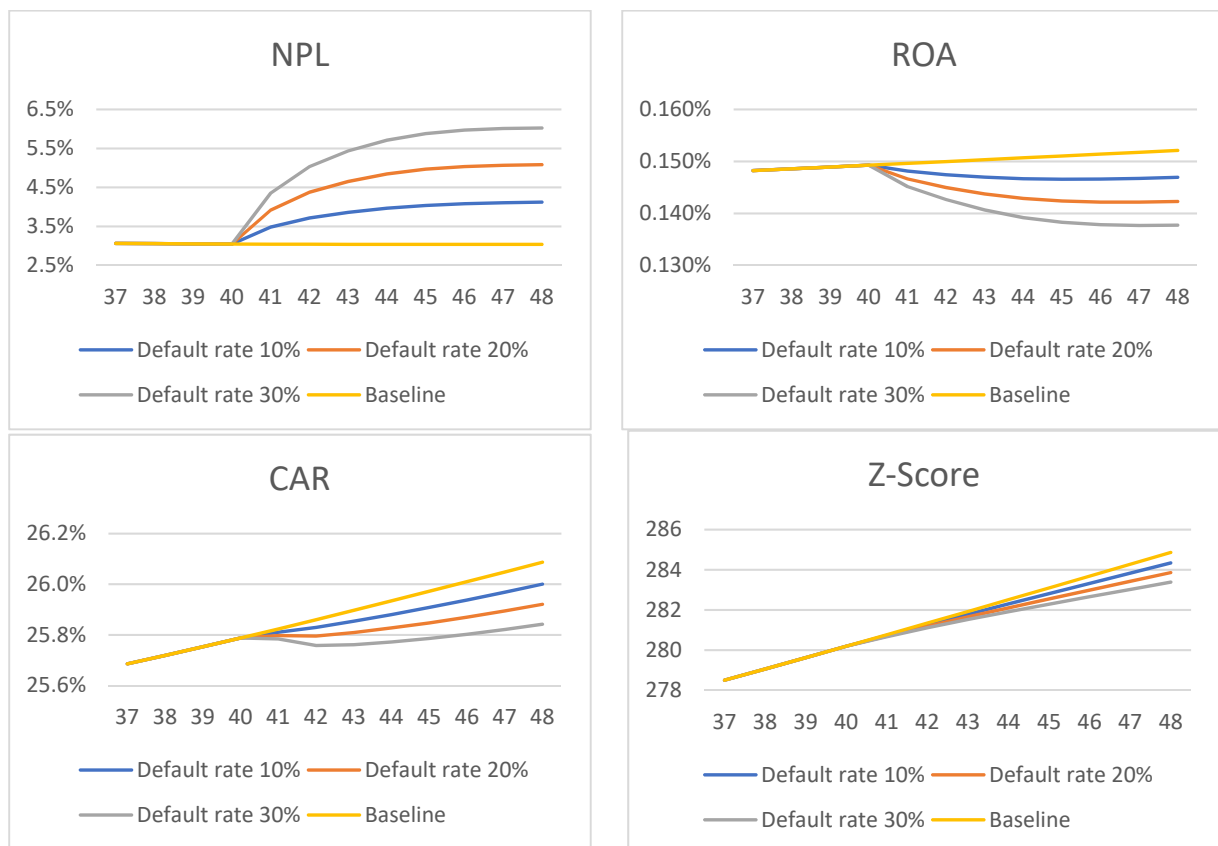 NPL
6.5%
5.5%
4.5%
3.5%
2.5%
37 38 39 40 41 42 43 44 45 46 47 48
Default rate 10% Default rate 20%
Default rate 30% Baseline
ROA
0.160%
0.150%
0.140%
0.130%
37 38 39 40 41 42 43 44 45 46 47 48
Default rate 10% Default rate 20%
Default rate 30% Baseline
CAR
26.2%
26.0%
25.8%
25.6%
37 38 39 40 41 42 43 44 45 46 47 48
Default rate 10% Default rate 20%
Default rate 30% Baseline
Z-Score
286
284
282
280
278
37 38 39 40 41 42 43 44 45 46 47 48
Default rate 10% Default rate 20%
Default rate 30% Baseline